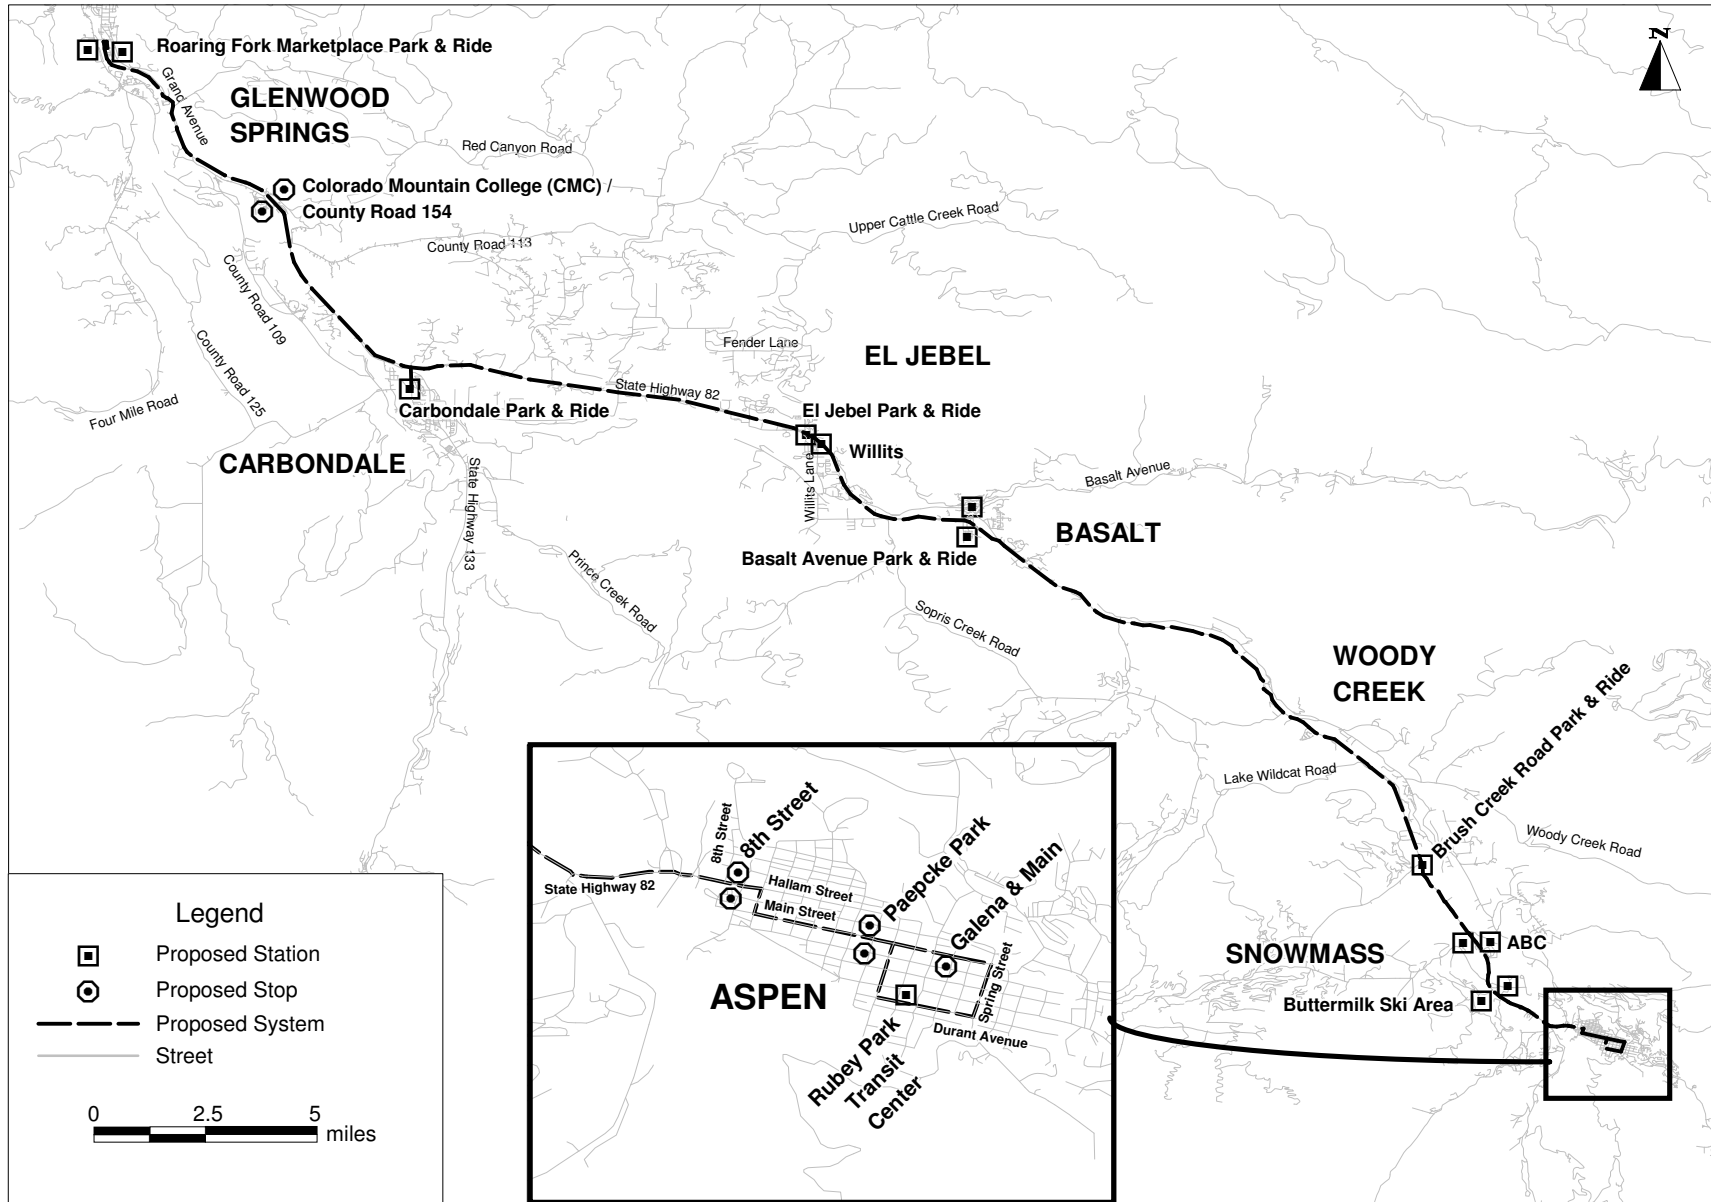 Roaring Fork Marketplace Park & Ride
N
Grand Avenue
GLENWOOD
SPRINGS
Red Canyon Road
Colorado Mountain College (CMC) /
County Road 154
Upper Cattle Creek Road
County Road 113
County Road 109
County Road 125
Four Mile Road
Fender Lane
EL JEBEL
State Highway 82
El Jebel Park & Ride
Carbondale Park & Ride
Willits
CARBONDALE
State Highway 133
Willits Lane
Basalt Avenue
BASALT
Basalt Avenue Park & Ride
Prince Creek Road
Sopris Creek Road
WOODY
CREEK
Brush Creek Road Park & Ride
Lake Wildcat Road
Woody Creek Road
SNOWMASS
ABC
Buttermilk Ski Area
8th Street
8th Street
State Highway 82
Hallam Street
Main Street
Paepcke Park
Galena & Main
Spring Street
ASPEN
Durant Avenue
Rubey Park
Transit
Center
Legend
Proposed Station
Proposed Stop
Proposed System
Street
0 2.5 5
miles